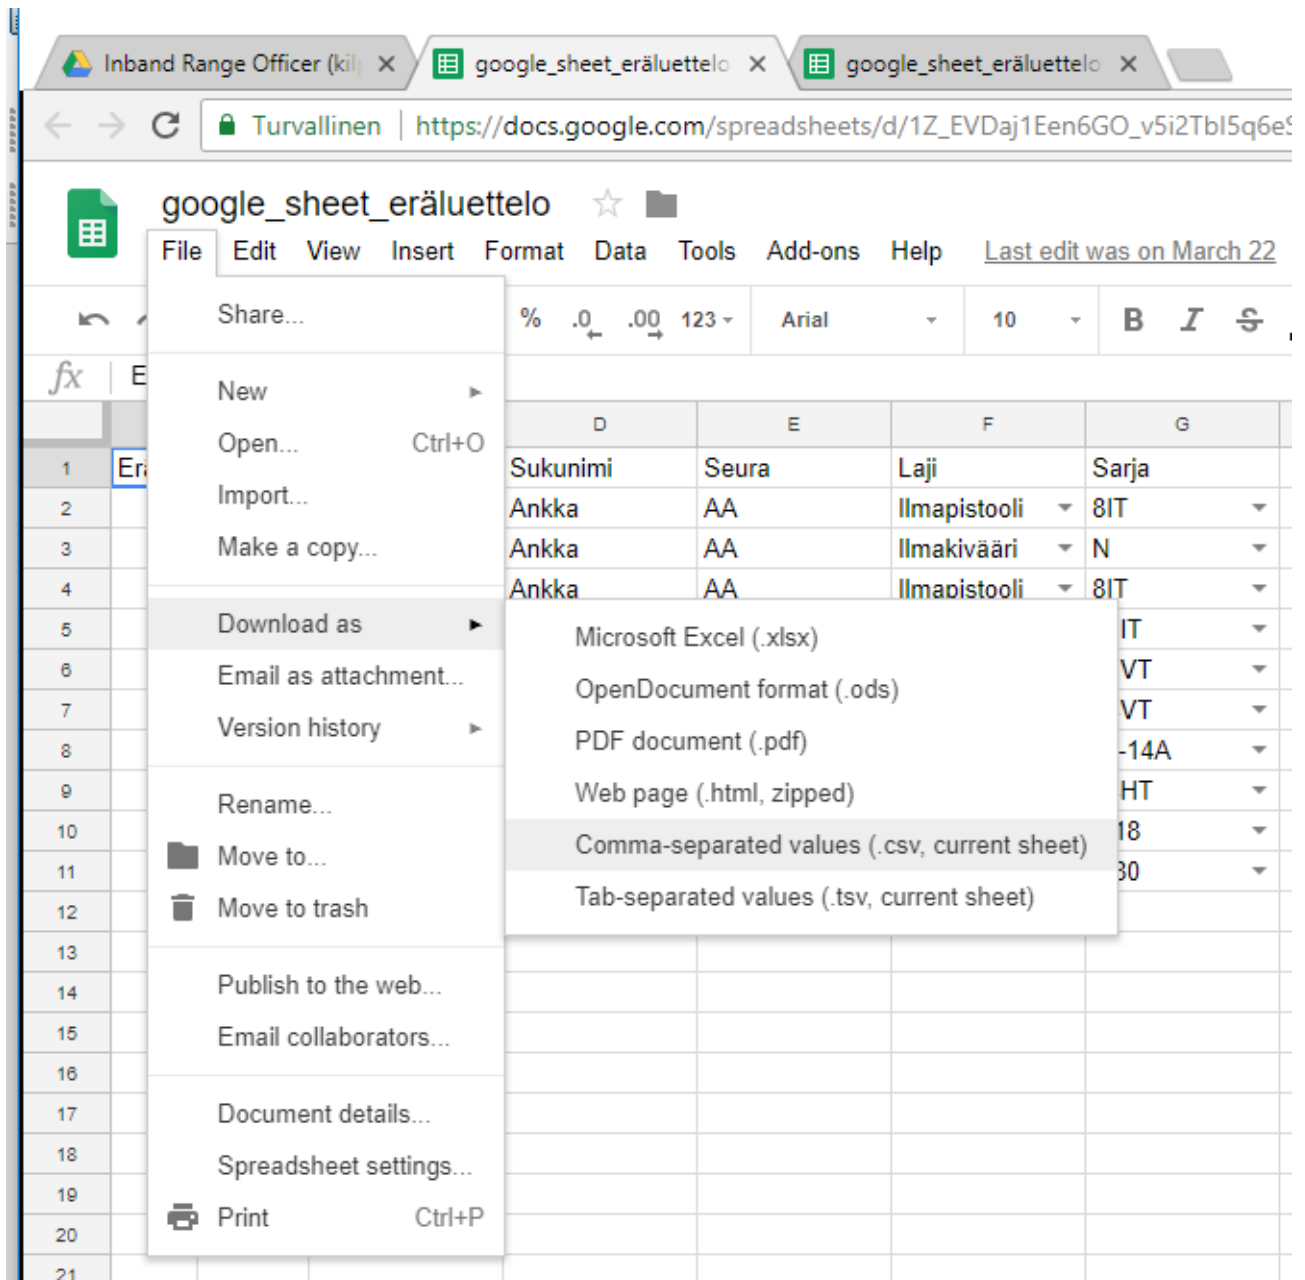 Inband Range Officer (kil
google_sheet_eräluettelo
google_sheet_eräluettelo
Turvallinen
https://docs.google.com/spreadsheets/d/1Z_EVDaj1Een6GO_v5i2TbI5q6e
google_sheet_eräluettelo
File Edit View Insert Format Data Tools Add-ons Help Last edit was on March 22
% .0 .00 123 Arial 10 B I S
fx E
D E F G
1 Erä Sukunimi Seura Laji Sarja
2 Ankka AA Ilmapistooli 8IT
3 Ankka AA Ilmakivääri N
4 Ankka AA Ilmapistooli 8IT
5 IT
6 VT
7 VT
8 -14A
9 HT
10 18
11 30
12
13
14
15
16
17
18
19
20
21
Share...
New
Open... Ctrl+O
Import...
Make a copy...
Download as
Email as attachment...
Version history
Rename...
Move to...
Move to trash
Publish to the web...
Email collaborators...
Document details...
Spreadsheet settings...
Print Ctrl+P
Microsoft Excel (.xlsx)
OpenDocument format (.ods)
PDF document (.pdf)
Web page (.html, zipped)
Comma-separated values (.csv, current sheet)
Tab-separated values (.tsv, current sheet)